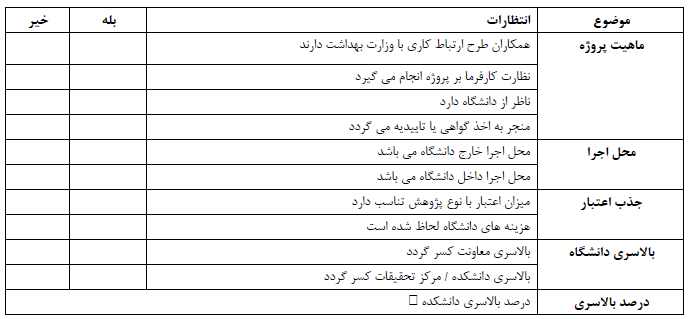 موضوع انتظارات بله خیر
ماهیت پروژه همکاران طرح ارتباط کاری با وزارت بهداشت دارند
نظارت کارفرما بر پروژه انجام می گیرد
ناظر از دانشگاه دارد
منجر به اخذ گواهی یا تاییدیه می گردد
محل اجرا محل اجرا خارج دانشگاه می باشد
محل اجرا داخل دانشگاه می باشد
جذب اعتبار میزان اعتبار با نوع پژوهش تناسب دارد
هزینه های دانشگاه لحاظ شده است
بالاسری دانشگاه بالاسری معاونت کسر گردد
بالاسری دانشکده / مرکز تحقیقات کسر گردد
درصد بالاسری درصد بالاسری دانشکده □